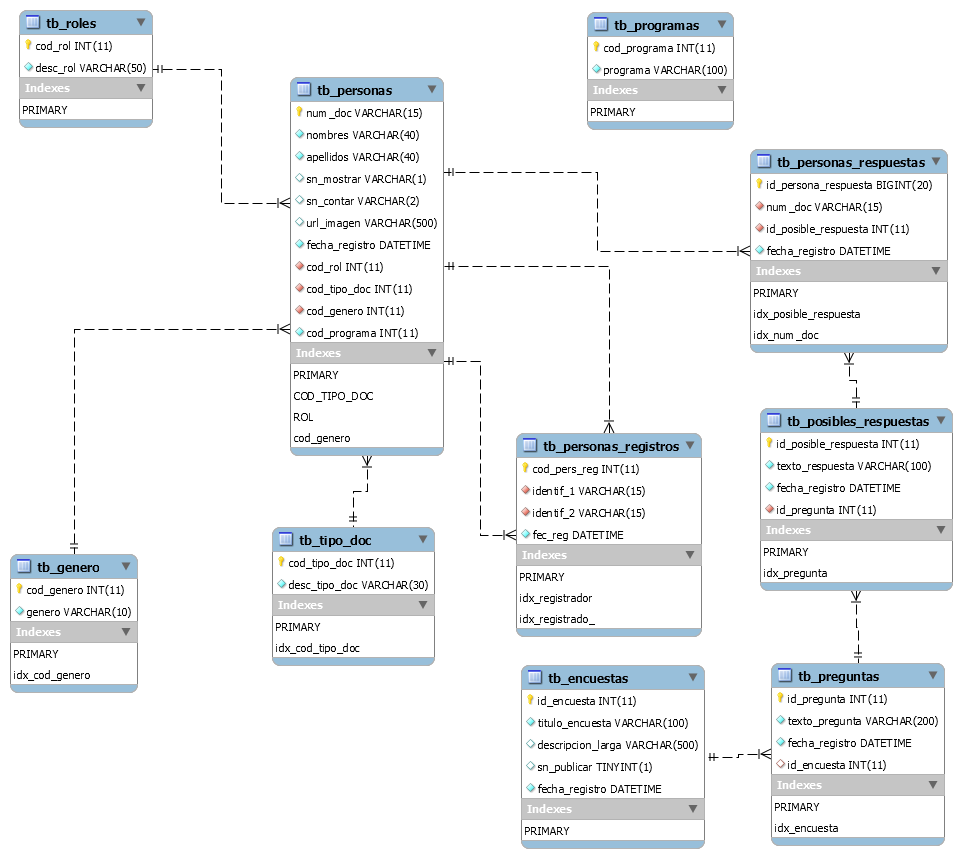 tb_roles
cod_rol INT(11)
desc_rol VARCHAR(50)
Indexes
PRIMARY
tb_programas
cod_programa INT(11)
programa VARCHAR(100)
Indexes
PRIMARY
tb_personas
num_doc VARCHAR(15)
nombres VARCHAR(40)
apellidos VARCHAR(40)
sn_mostrar VARCHAR(1)
sn_contar VARCHAR(2)
url_imagen VARCHAR(500)
fecha_registro DATETIME
cod_rol INT(11)
cod_tipo_doc INT(11)
cod_genero INT(11)
cod_programa INT(11)
Indexes
PRIMARY
COD_TIPO_DOC
ROL
cod_genero
tb_personas_respuestas
id_persona_respuesta BIGINT(20)
num_doc VARCHAR(15)
id_posible_respuesta INT(11)
fecha_registro DATETIME
Indexes
PRIMARY
idx_posible_respuesta
idx_num_doc
tb_personas_registros
cod_pers_reg INT(11)
identif_1 VARCHAR(15)
identif_2 VARCHAR(15)
fec_reg DATETIME
Indexes
PRIMARY
idx_registrador
idx_registrado_
tb_posibles_respuestas
id_posible_respuesta INT(11)
texto_respuesta VARCHAR(100)
fecha_registro DATETIME
id_pregunta INT(11)
Indexes
PRIMARY
idx_pregunta
tb_genero
cod_genero INT(11)
genero VARCHAR(10)
Indexes
PRIMARY
idx_cod_genero
tb_tipo_doc
cod_tipo_doc INT(11)
desc_tipo_doc VARCHAR(30)
Indexes
PRIMARY
idx_cod_tipo_doc
tb_encuestas
id_encuesta INT(11)
titulo_encuesta VARCHAR(100)
descripcion_larga VARCHAR(500)
sn_publicar TINYINT(1)
fecha_registro DATETIME
Indexes
PRIMARY
tb_preguntas
id_pregunta INT(11)
texto_pregunta VARCHAR(200)
fecha_registro DATETIME
id_encuesta INT(11)
Indexes
PRIMARY
idx_encuesta